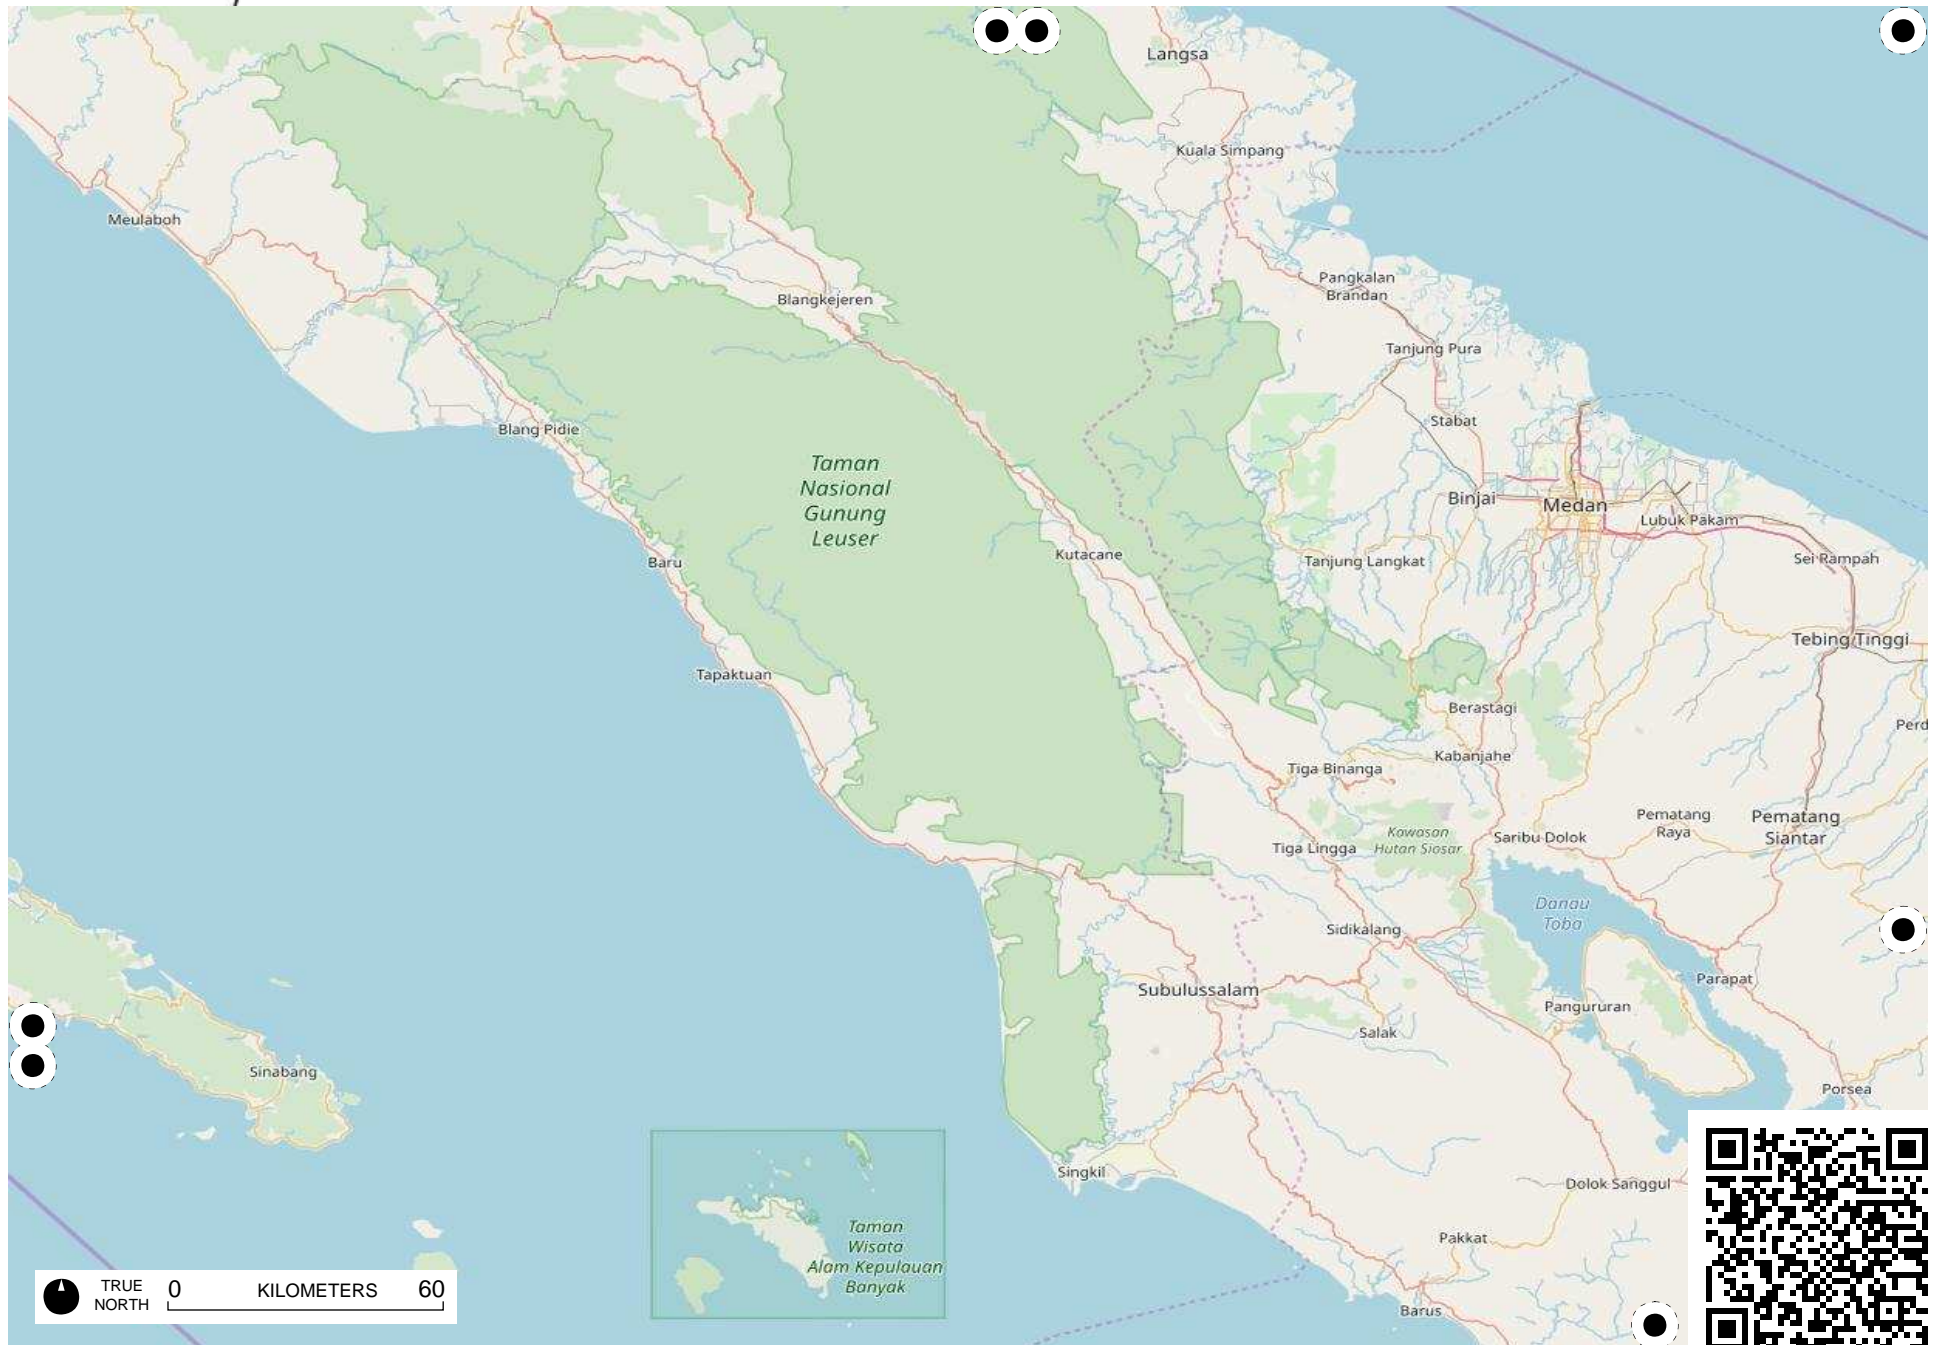 Langsa
Kuala Simpang
Meulaboh
Pangkalan
Brandan
Blangkejeren
Tanjung Pura
Stabat
Blang Pidie
Taman
Nasional
Gunung
Leuser
Binjai
Medan
Lubuk Pakam
Kutacane
Sei Rampah
Baru
Tanjung Langkat
Tebing Tinggi
Tapaktuan
Berastagi
Perd
Kabanjahe
Tiga Binanga
Pematang
Raya
Pematang
Siantar
Kawasan
Hutan Siosar
Saribu Dolok
Tiga Lingga
Danau
Toba
Sidikalang
Parapat
Subulussalam
Pangururan
Salak
Sinabang
Porsea
Singkil
Dolok Sanggul
Taman
Wisata
Alam Kepulauan
Banyak
Pakkat
TRUE
NORTH
0 KILOMETERS 60
Barus